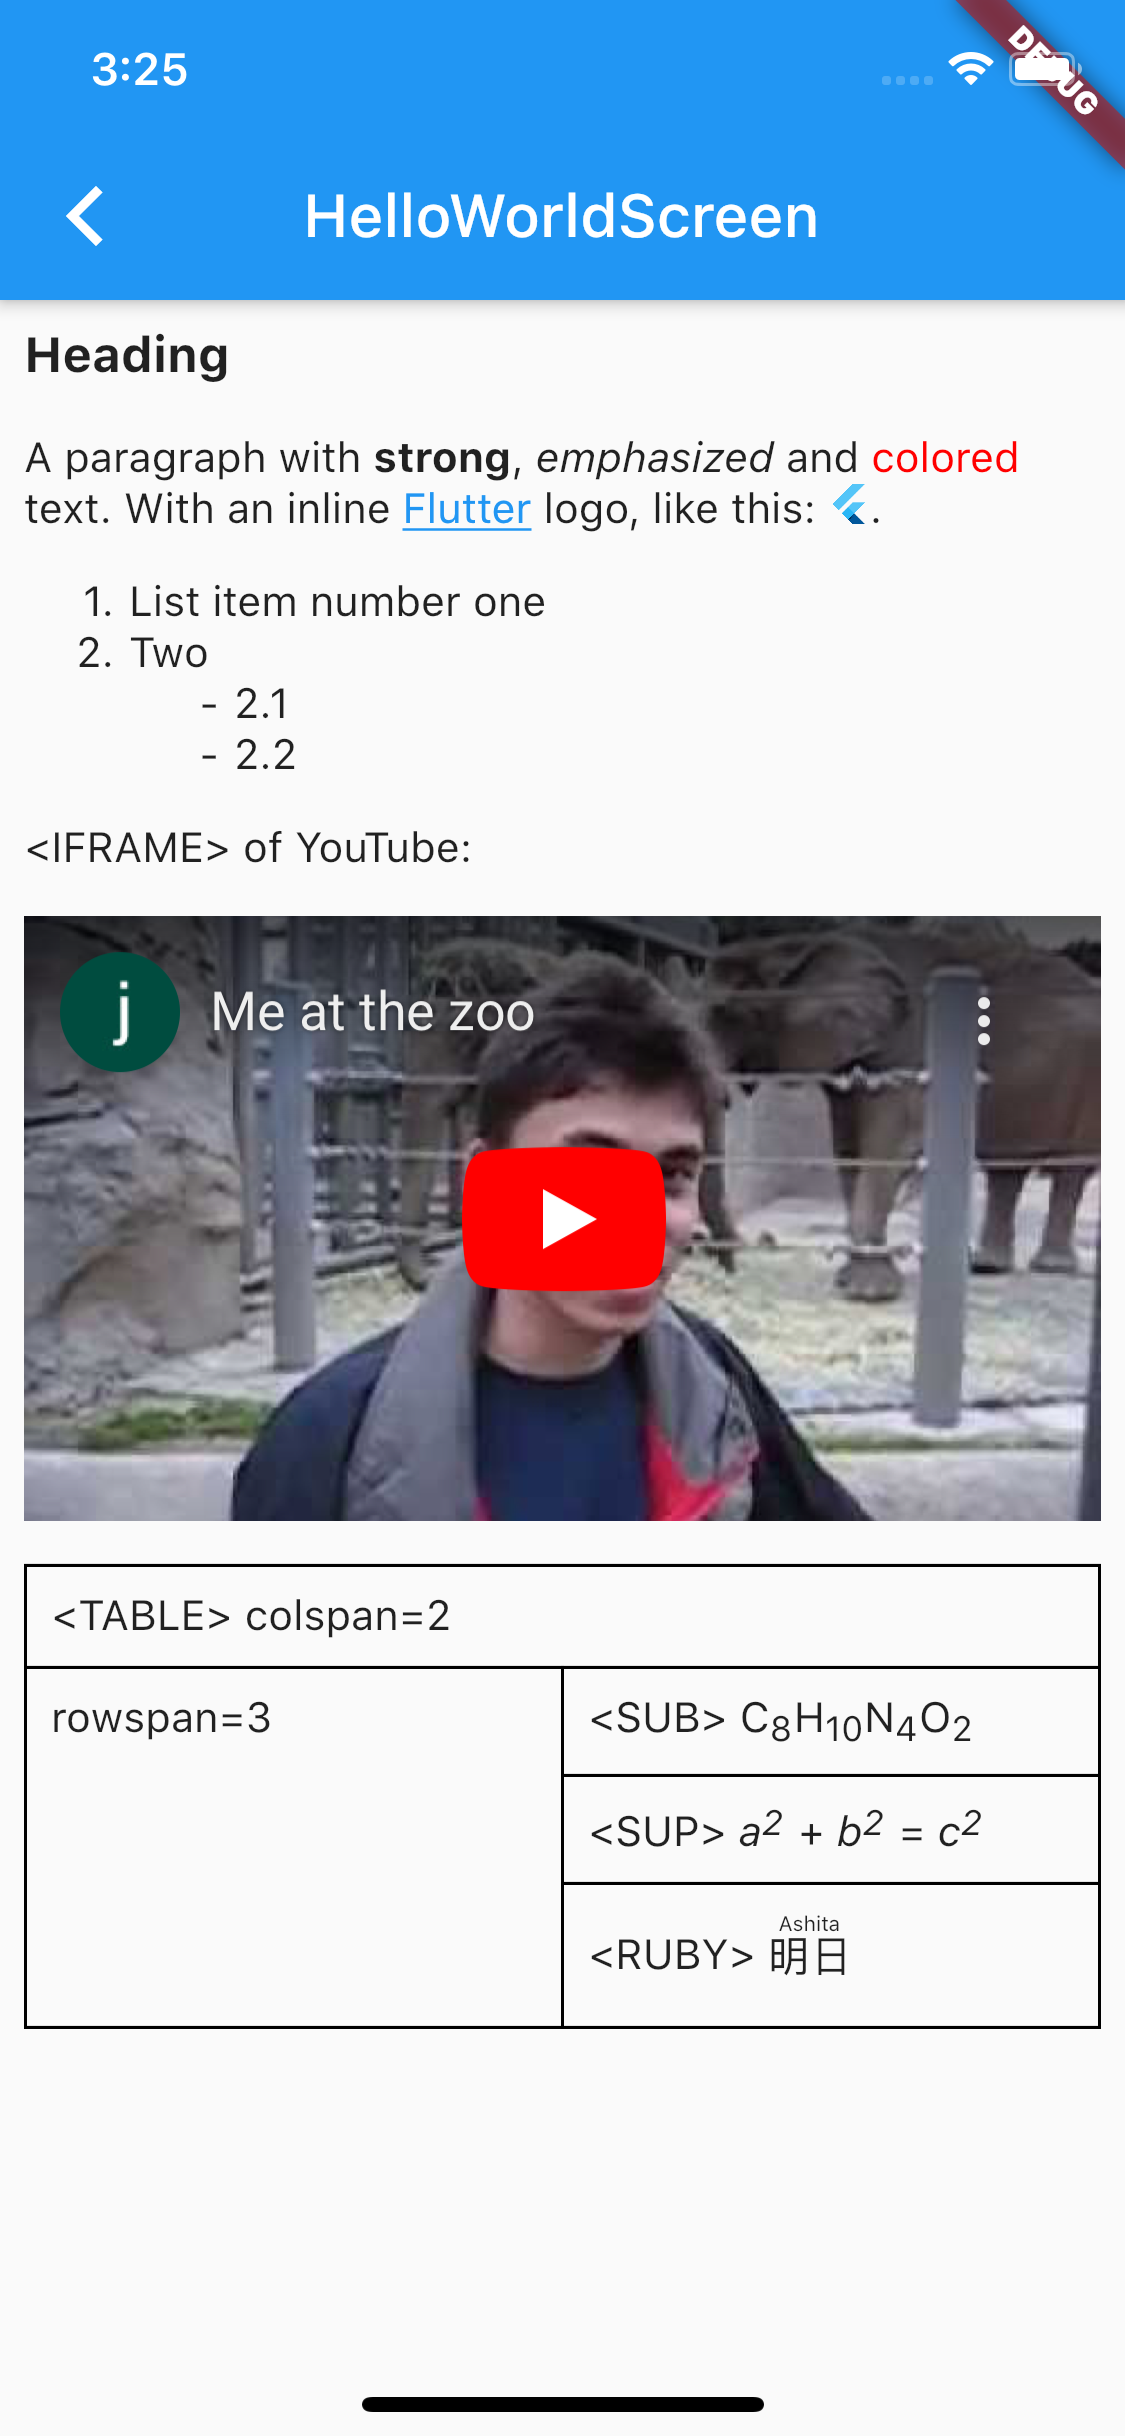 3:25
DEBUG
HelloWorldScreen
Heading
A paragraph with strong, emphasized and colored
text. With an inline Flutter logo, like this: .
1. List item number one
2. Two
- 2.1
- 2.2
<IFRAME> of YouTube:
j Me at the zoo
<TABLE> colspan=2
rowspan=3
<SUB> C₈H₁₀N₄O₂
<SUP> a² + b² = c²
Ashita
<RUBY> 明日